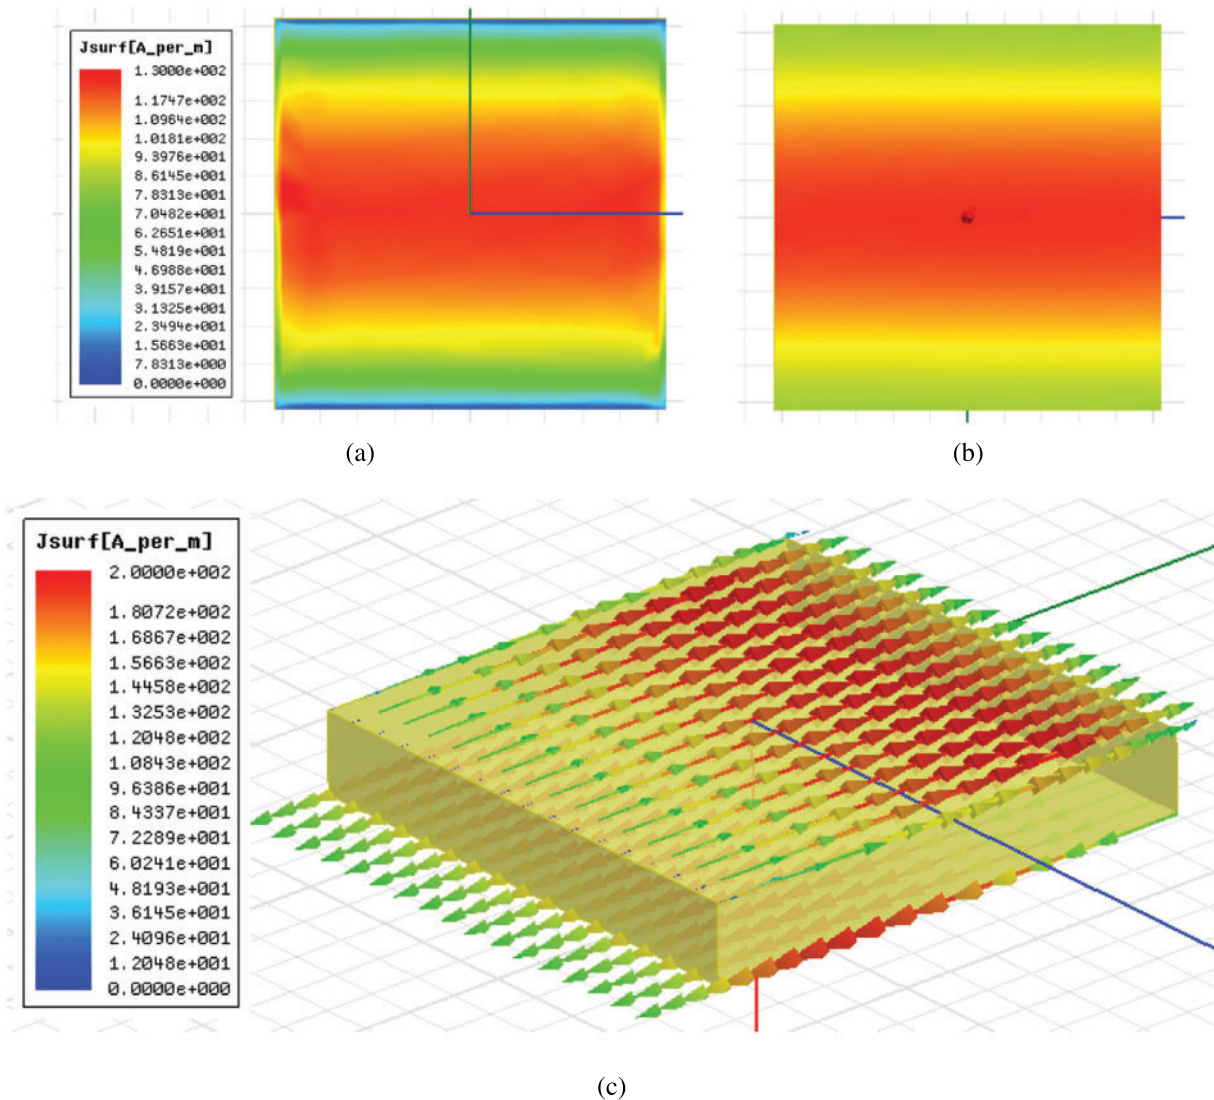 Jsurf[A_per_m]
1.3000e+002
1.1747e+002
1.0964e+002
1.0181e+002
9.3976e+001
8.6145e+001
7.8313e+001
7.0482e+001
6.2651e+001
5.4819e+001
4.6988e+001
3.9157e+001
3.1325e+001
2.3494e+001
1.5663e+001
7.8313e+000
0.0000e+000
(a)
(b)
Jsurf[A_per_m]
2.0000e+002
1.8072e+002
1.6867e+002
1.5663e+002
1.4458e+002
1.3253e+002
1.2048e+002
1.0843e+002
9.6386e+001
8.4337e+001
7.2289e+001
6.0241e+001
4.8193e+001
3.6145e+001
2.4096e+001
1.2048e+001
0.0000e+000
(c)